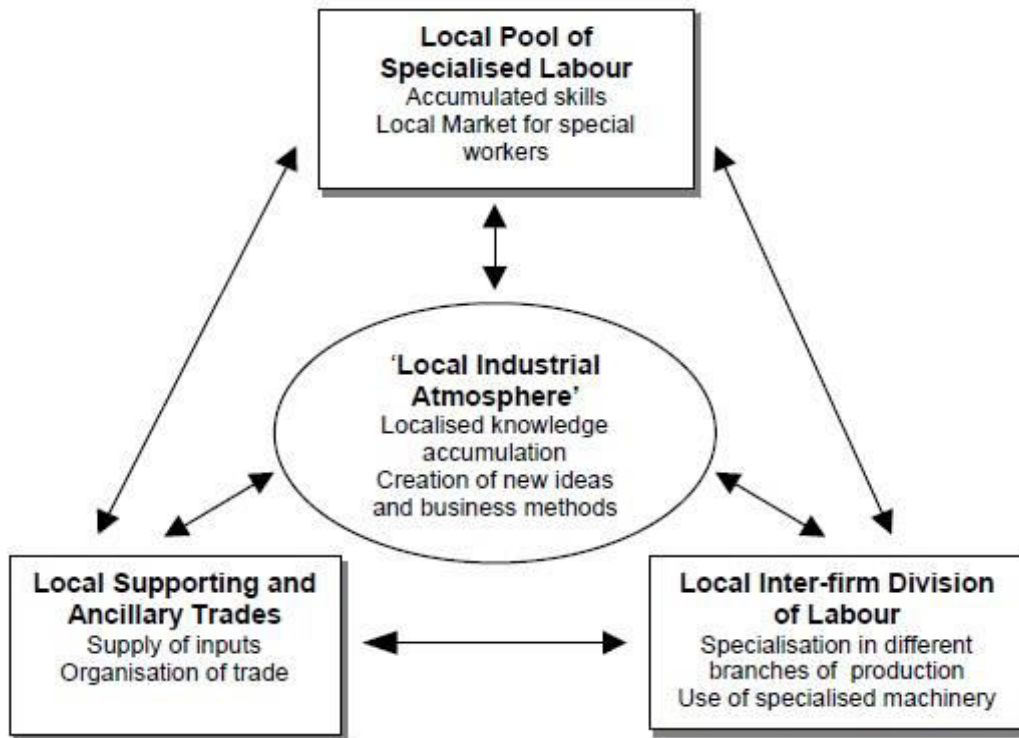 Local Pool of
Specialised Labour
Accumulated skills
Local Market for special
workers
‘Local Industrial
Atmosphere’
Localised knowledge
accumulation
Creation of new ideas
and business methods
Local Supporting and
Ancillary Trades
Supply of inputs
Organisation of trade
Local Inter-firm Division
of Labour
Specialisation in different
branches of production
Use of specialised machinery